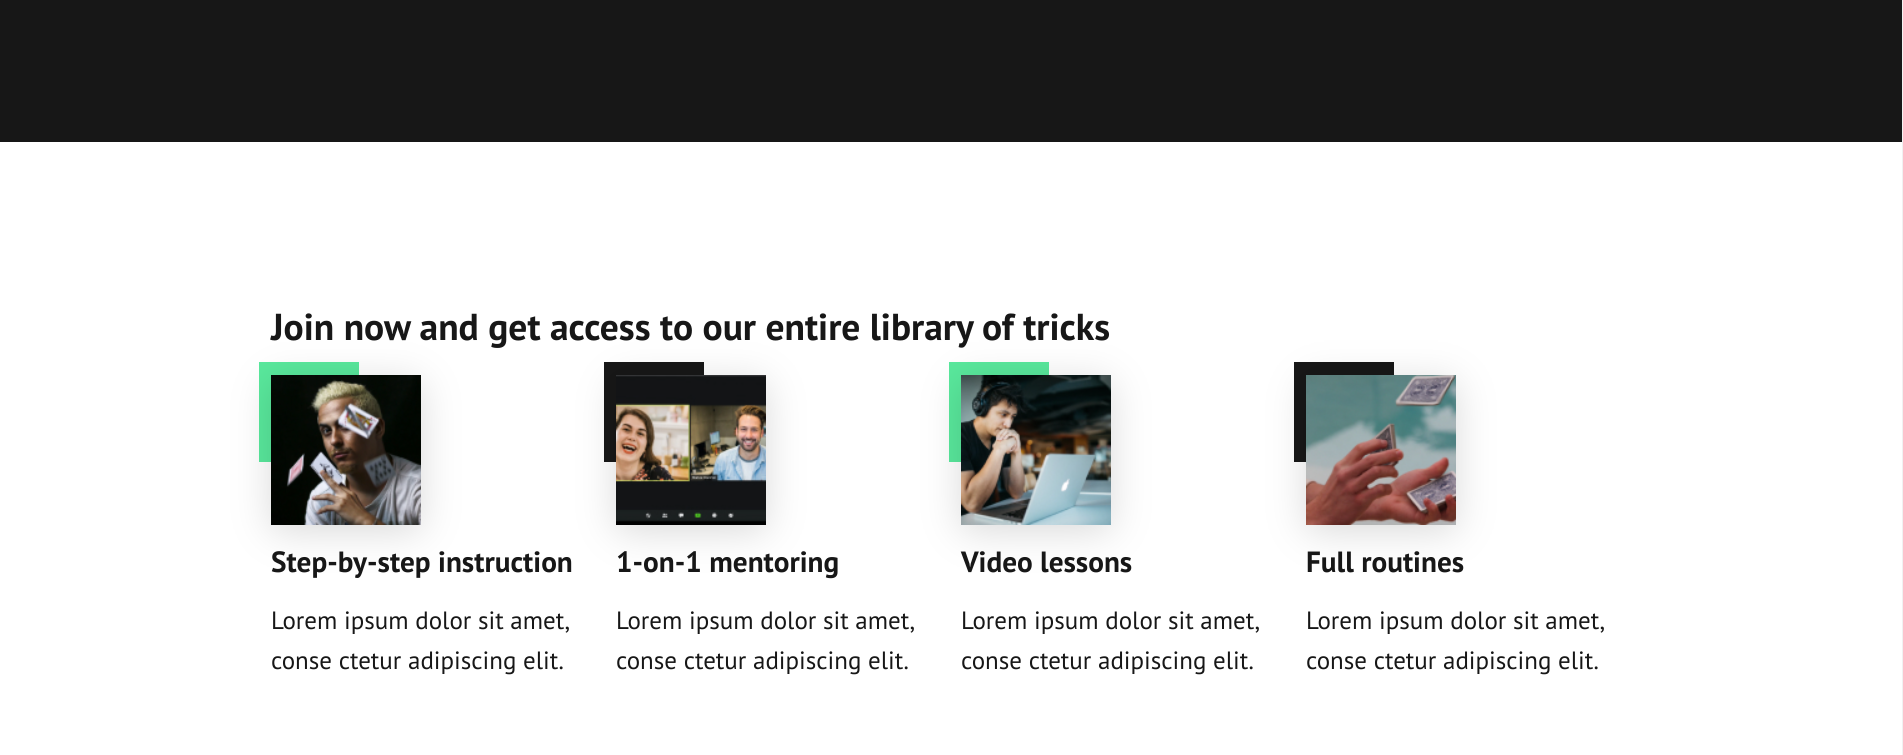 Join now and get access to our entire library of tricks
Step-by-step instruction
Lorem ipsum dolor sit amet,
conse ctetur adipiscing elit.
1-on-1 mentoring
Lorem ipsum dolor sit amet,
conse ctetur adipiscing elit.
Video lessons
Lorem ipsum dolor sit amet,
conse ctetur adipiscing elit.
Full routines
Lorem ipsum dolor sit amet,
conse ctetur adipiscing elit.